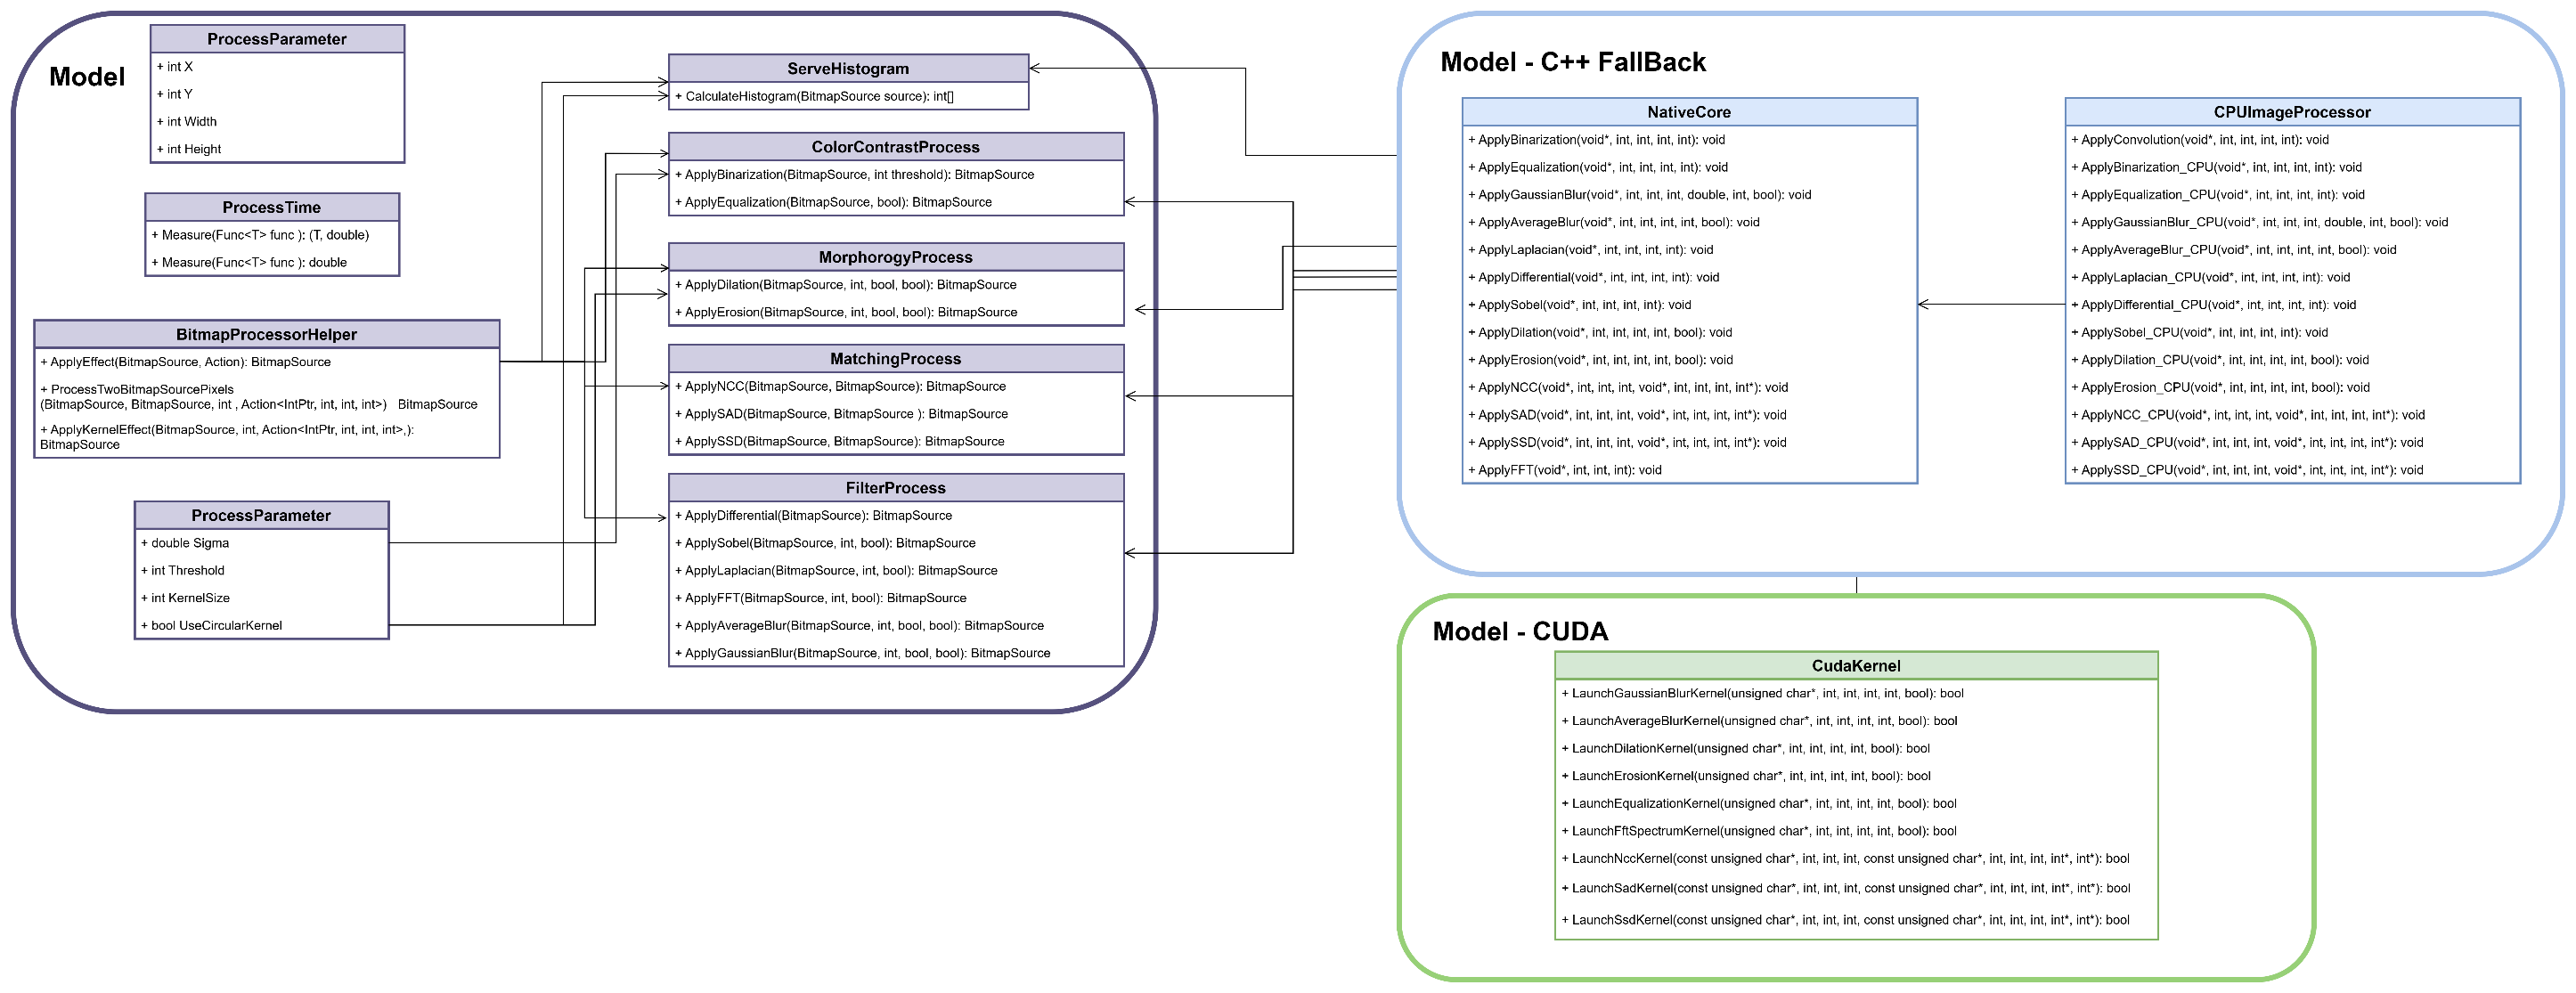 Model
ProcessParameter
+ int X
+ int Y
+ int Width
+ int Height
ProcessTime
+ Measure(Func<T> func ): (T, double)
+ Measure(Func<T> func ): double
BitmapProcessorHelper
+ ApplyEffect(BitmapSource, Action): BitmapSource
+ ProcessTwoBitmapSourcePixels
(BitmapSource, BitmapSource, int , Action<IntPtr, int, int, int>) BitmapSource
+ ApplyKernelEffect(BitmapSource, int, Action<IntPtr, int, int, int>,):
BitmapSource
ProcessParameter
+ double Sigma
+ int Threshold
+ int KernelSize
+ bool UseCircularKernel
ServeHistogram
+ CalculateHistogram(BitmapSource source): int[]
ColorContrastProcess
+ ApplyBinarization(BitmapSource, int threshold): BitmapSource
+ ApplyEqualization(BitmapSource, bool): BitmapSource
MorphorogyProcess
+ ApplyDilation(BitmapSource, int, bool, bool): BitmapSource
+ ApplyErosion(BitmapSource, int, bool, bool): BitmapSource
MatchingProcess
+ ApplyNCC(BitmapSource, BitmapSource): BitmapSource
+ ApplySAD(BitmapSource, BitmapSource ): BitmapSource
+ ApplySSD(BitmapSource, BitmapSource): BitmapSource
FilterProcess
+ ApplyDifferential(BitmapSource): BitmapSource
+ ApplySobel(BitmapSource, int, bool): BitmapSource
+ ApplyLaplacian(BitmapSource, int, bool): BitmapSource
+ ApplyFFT(BitmapSource, int, bool): BitmapSource
+ ApplyAverageBlur(BitmapSource, int, bool, bool): BitmapSource
+ ApplyGaussianBlur(BitmapSource, int, bool, bool): BitmapSource
Model - C++ FallBack
NativeCore
+ ApplyBinarization(void*, int, int, int, int): void
+ ApplyEqualization(void*, int, int, int, int): void
+ ApplyGaussianBlur(void*, int, int, int, double, int, bool): void
+ ApplyAverageBlur(void*, int, int, int, int, bool): void
+ ApplyLaplacian(void*, int, int, int, int): void
+ ApplyDifferential(void*, int, int, int, int): void
+ ApplySobel(void*, int, int, int, int): void
+ ApplyDilation(void*, int, int, int, int, bool): void
+ ApplyErosion(void*, int, int, int, int, bool): void
+ ApplyNCC(void*, int, int, int, void*, int, int, int, int*): void
+ ApplySAD(void*, int, int, int, void*, int, int, int, int*): void
+ ApplySSD(void*, int, int, int, void*, int, int, int, int*): void
+ ApplyFFT(void*, int, int, int): void
CPUImageProcessor
+ ApplyConvolution(void*, int, int, int, int): void
+ ApplyBinarization_CPU(void*, int, int, int, int): void
+ ApplyEqualization_CPU(void*, int, int, int, int): void
+ ApplyGaussianBlur_CPU(void*, int, int, int, double, int, bool): void
+ ApplyAverageBlur_CPU(void*, int, int, int, int, bool): void
+ ApplyLaplacian_CPU(void*, int, int, int, int): void
+ ApplyDifferential_CPU(void*, int, int, int, int): void
+ ApplySobel_CPU(void*, int, int, int, int): void
+ ApplyDilation_CPU(void*, int, int, int, int, bool): void
+ ApplyErosion_CPU(void*, int, int, int, int, bool): void
+ ApplyNCC_CPU(void*, int, int, int, void*, int, int, int, int*): void
+ ApplySAD_CPU(void*, int, int, int, void*, int, int, int, int*): void
+ ApplySSD_CPU(void*, int, int, int, void*, int, int, int, int*): void
Model - CUDA
CudaKernel
+ LaunchGaussianBlurKernel(unsigned char*, int, int, int, int, bool): bool
+ LaunchAverageBlurKernel(unsigned char*, int, int, int, int, bool): bool
+ LaunchDilationKernel(unsigned char*, int, int, int, int, bool): bool
+ LaunchErosionKernel(unsigned char*, int, int, int, int, bool): bool
+ LaunchEqualizationKernel(unsigned char*, int, int, int, int, bool): bool
+ LaunchFftSpectrumKernel(unsigned char*, int, int, int, int, bool): bool
+ LaunchNccKernel(const unsigned char*, int, int, int, const unsigned char*, int, int, int, int*, int*): bool
+ LaunchSadKernel(const unsigned char*, int, int, int, const unsigned char*, int, int, int, int*, int*): bool
+ LaunchSsdKernel(const unsigned char*, int, int, int, const unsigned char*, int, int, int, int*, int*): bool